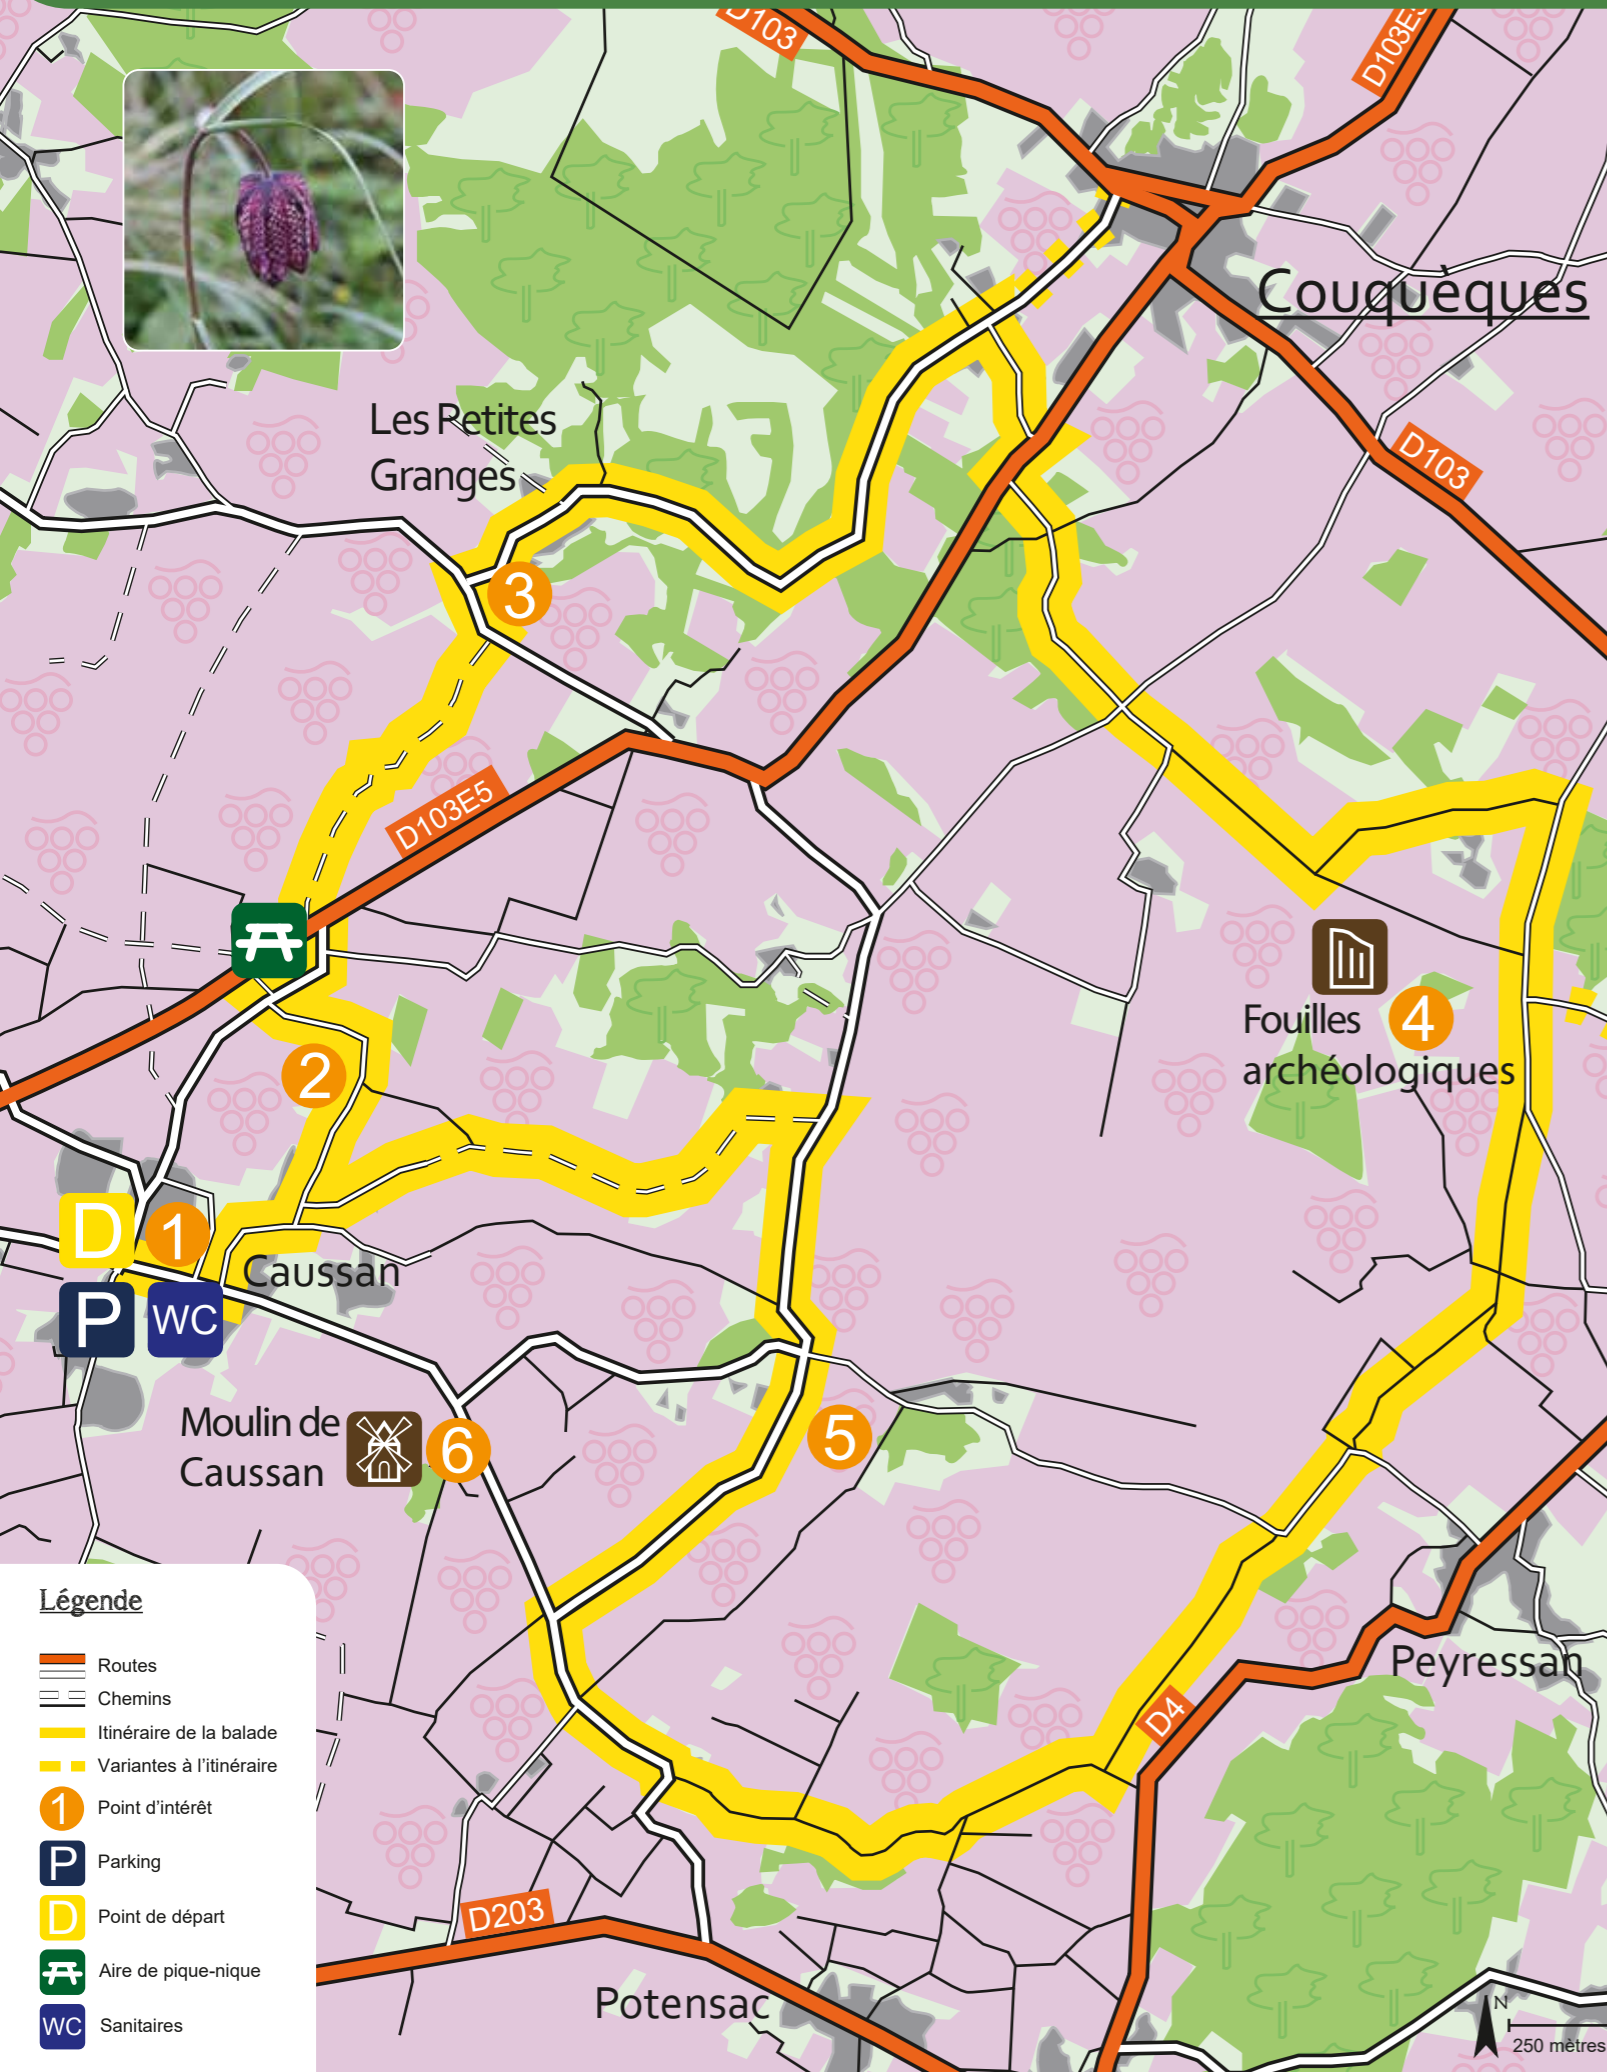 D103
D103E5
Couquèques
Les Petites
Granges
D103
3
D103E5
Fouilles
archéologiques
4
2
D
1
Caussan
P
WC
Moulin de
Caussan
6
5
Peyressan
D4
D203
Potensac
N
250 mètres
Légende
Routes
Chemins
Itinéraire de la balade
Variantes à l'itinéraire
1 Point d'intérêt
P Parking
D Point de départ
Aire de pique-nique
WC Sanitaires